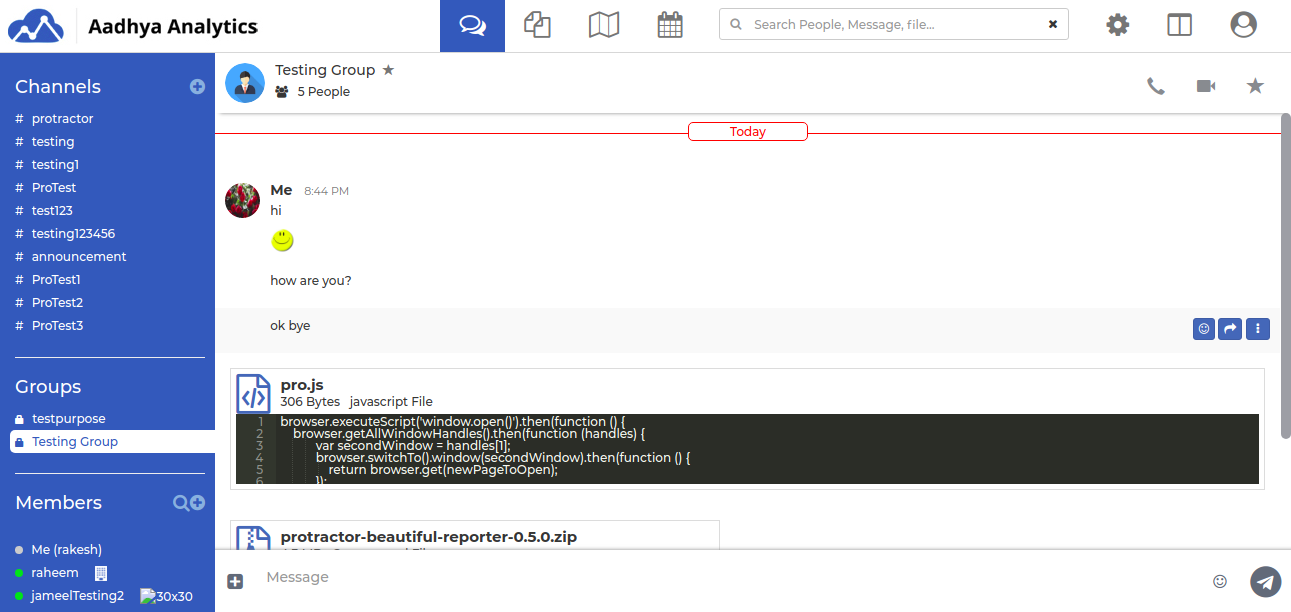 Aadhya Analytics
Search People, Message, file...
Channels
# protractor
# testing
# testing1
# ProTest
# test123
# testing123456
# announcement
# ProTest1
# ProTest2
# ProTest3
Groups
testpurpose
Testing Group
Members
Me (rakesh)
raheem
jameelTesting2 30x30
Testing Group
5 People
Today
Me 8:44 PM
hi
how are you?
ok bye
pro.js
306 Bytes javascript File
1 browser.executeScript('window.open()').then(function () {
2 browser.getAllWindowHandles().then(function (handles) {
3 var secondWindow = handles[1];
4 browser.switchTo().window(secondWindow).then(function () {
5 return browser.get(newPageToOpen);
6 });
protractor-beautiful-reporter-0.5.0.zip
Message